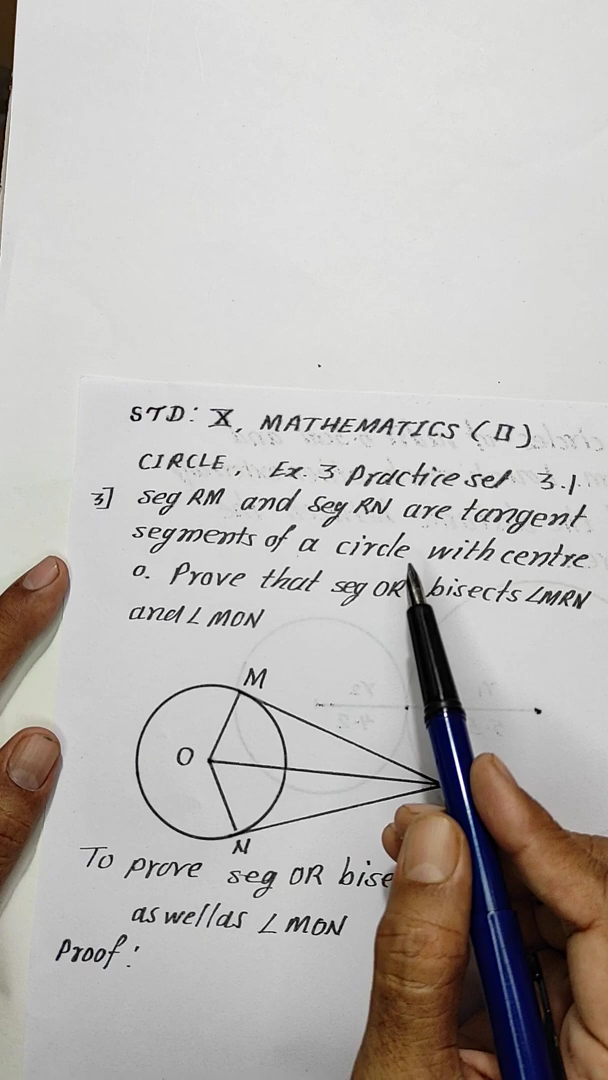 STD: X, MATHEMATICS (II)
CIRCLE, Ex. 3 Practice set 3.1
3] seg RM and seg RN are tangent
segments of a circle with centre
O. Prove that seg OR bisects ∠MRN
and ∠MON
M
O
N
To prove seg OR bise
as wellas ∠MON
Proof: